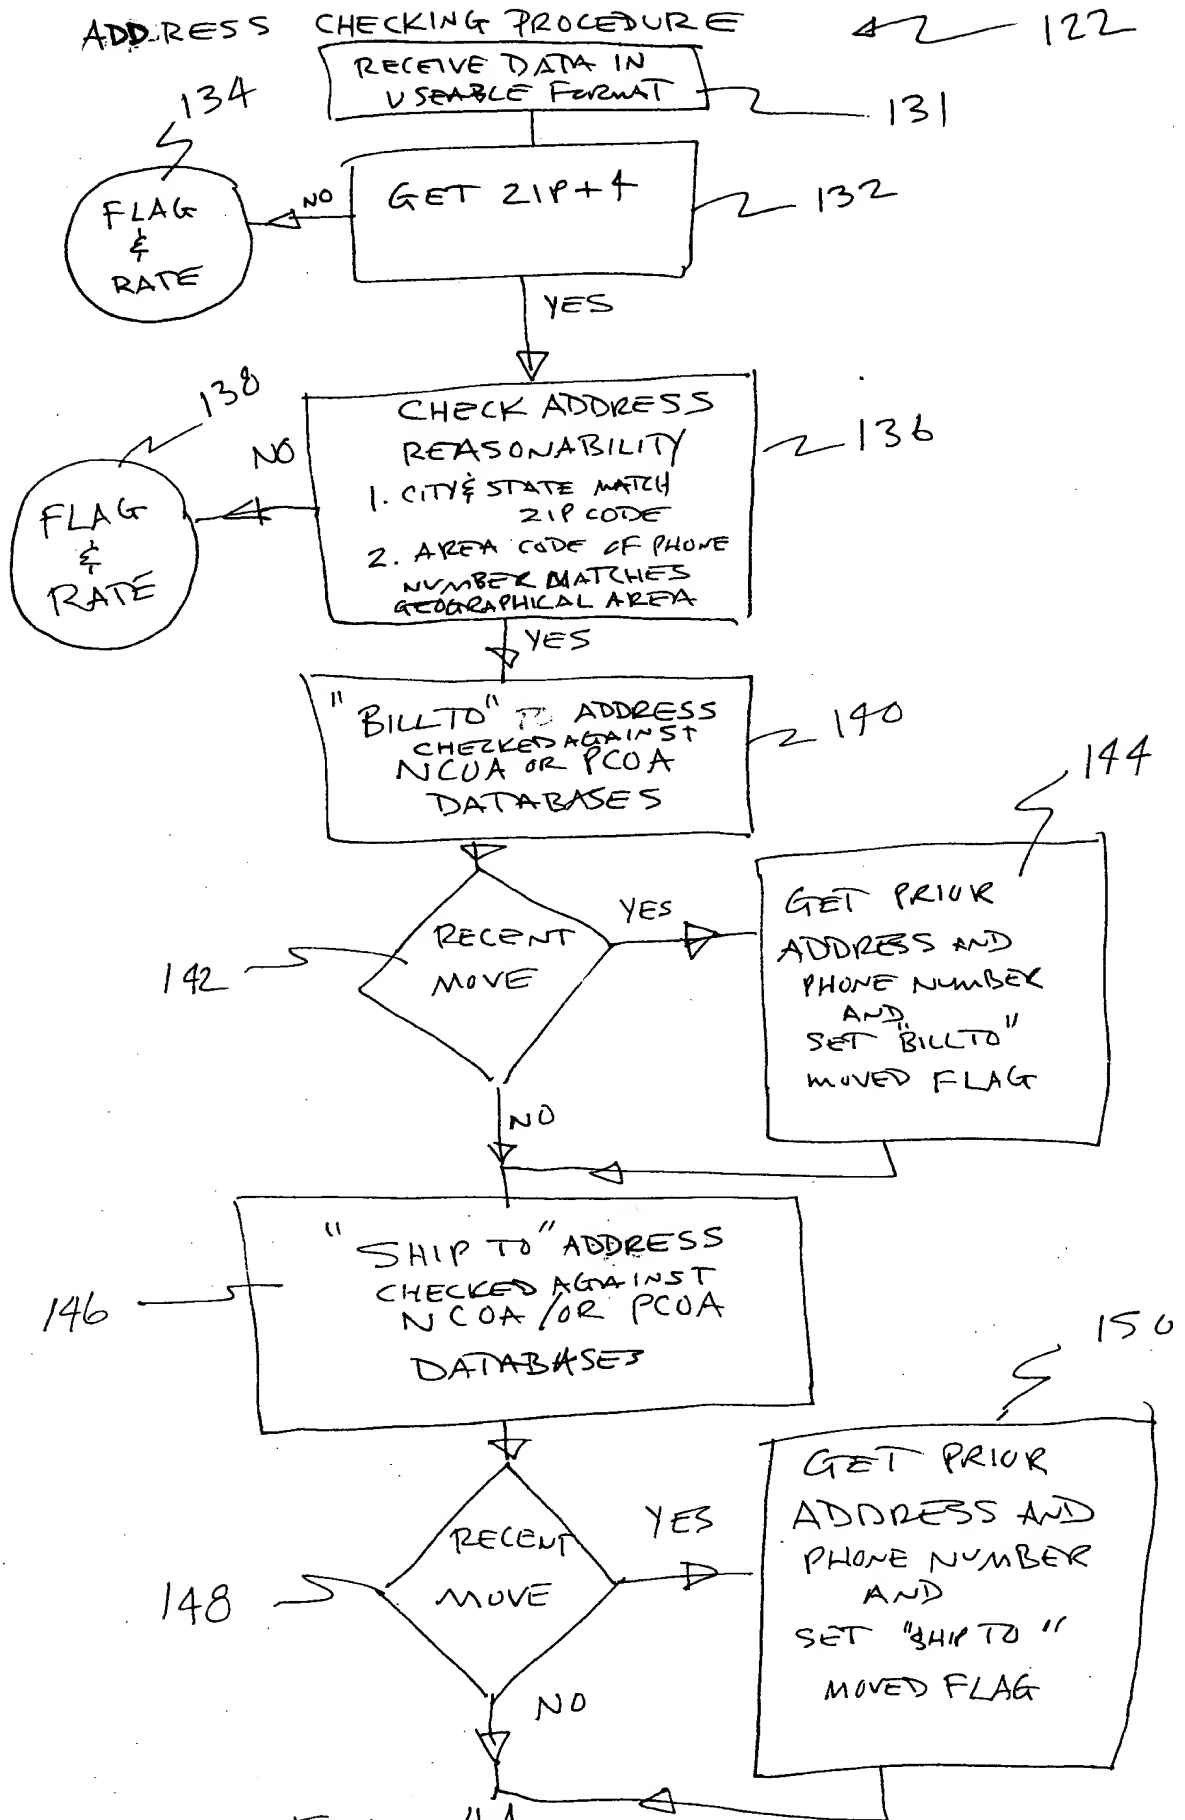 ADDRESS CHECKING PROCEDURE
122
RECEIVE DATA IN
USEABLE FORMAT
131
134
FLAG
&
RATE
NO
GET ZIP+4
132
YES
138
FLAG
&
RATE
NO
CHECK ADDRESS
REASONABILITY
1. CITY & STATE MATCH
ZIP CODE
2. AREA CODE OF PHONE
NUMBER MATCHES
GEOGRAPHICAL AREA
136
YES
"BILLTO" TO ADDRESS
CHECKED AGAINST
NCOA OR PCOA
DATABASES
140
144
RECENT
MOVE
142
YES
GET PRIOR
ADDRESS AND
PHONE NUMBER
AND
SET "BILLTO"
MOVED FLAG
NO
"SHIP TO" ADDRESS
CHECKED AGAINST
NCOA /OR PCOA
DATABASES
146
150
RECENT
MOVE
148
YES
GET PRIOR
ADDRESS AND
PHONE NUMBER
AND
SET "SHIP TO"
MOVED FLAG
NO